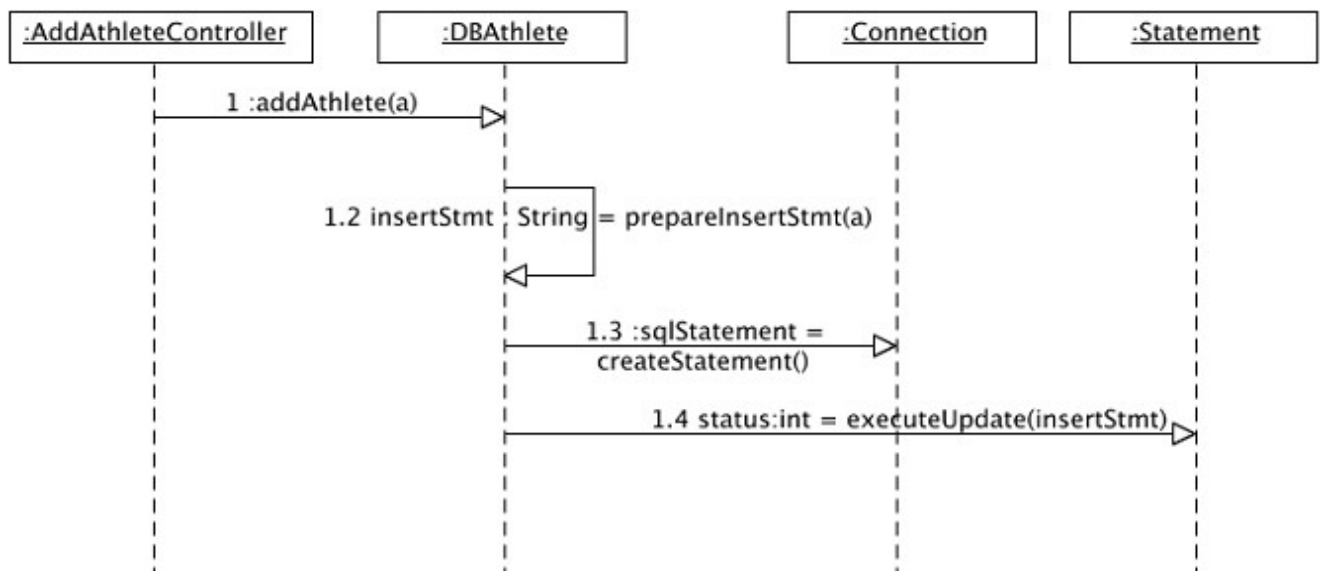 :AddAthleteController
:DBAthlete
:Connection
:Statement
1 :addAthlete(a)
1.2 insertStmt : String = prepareInsertStmt(a)
1.3 :sqlStatement =
createStatement()
1.4 status:int = executeUpdate(insertStmt)